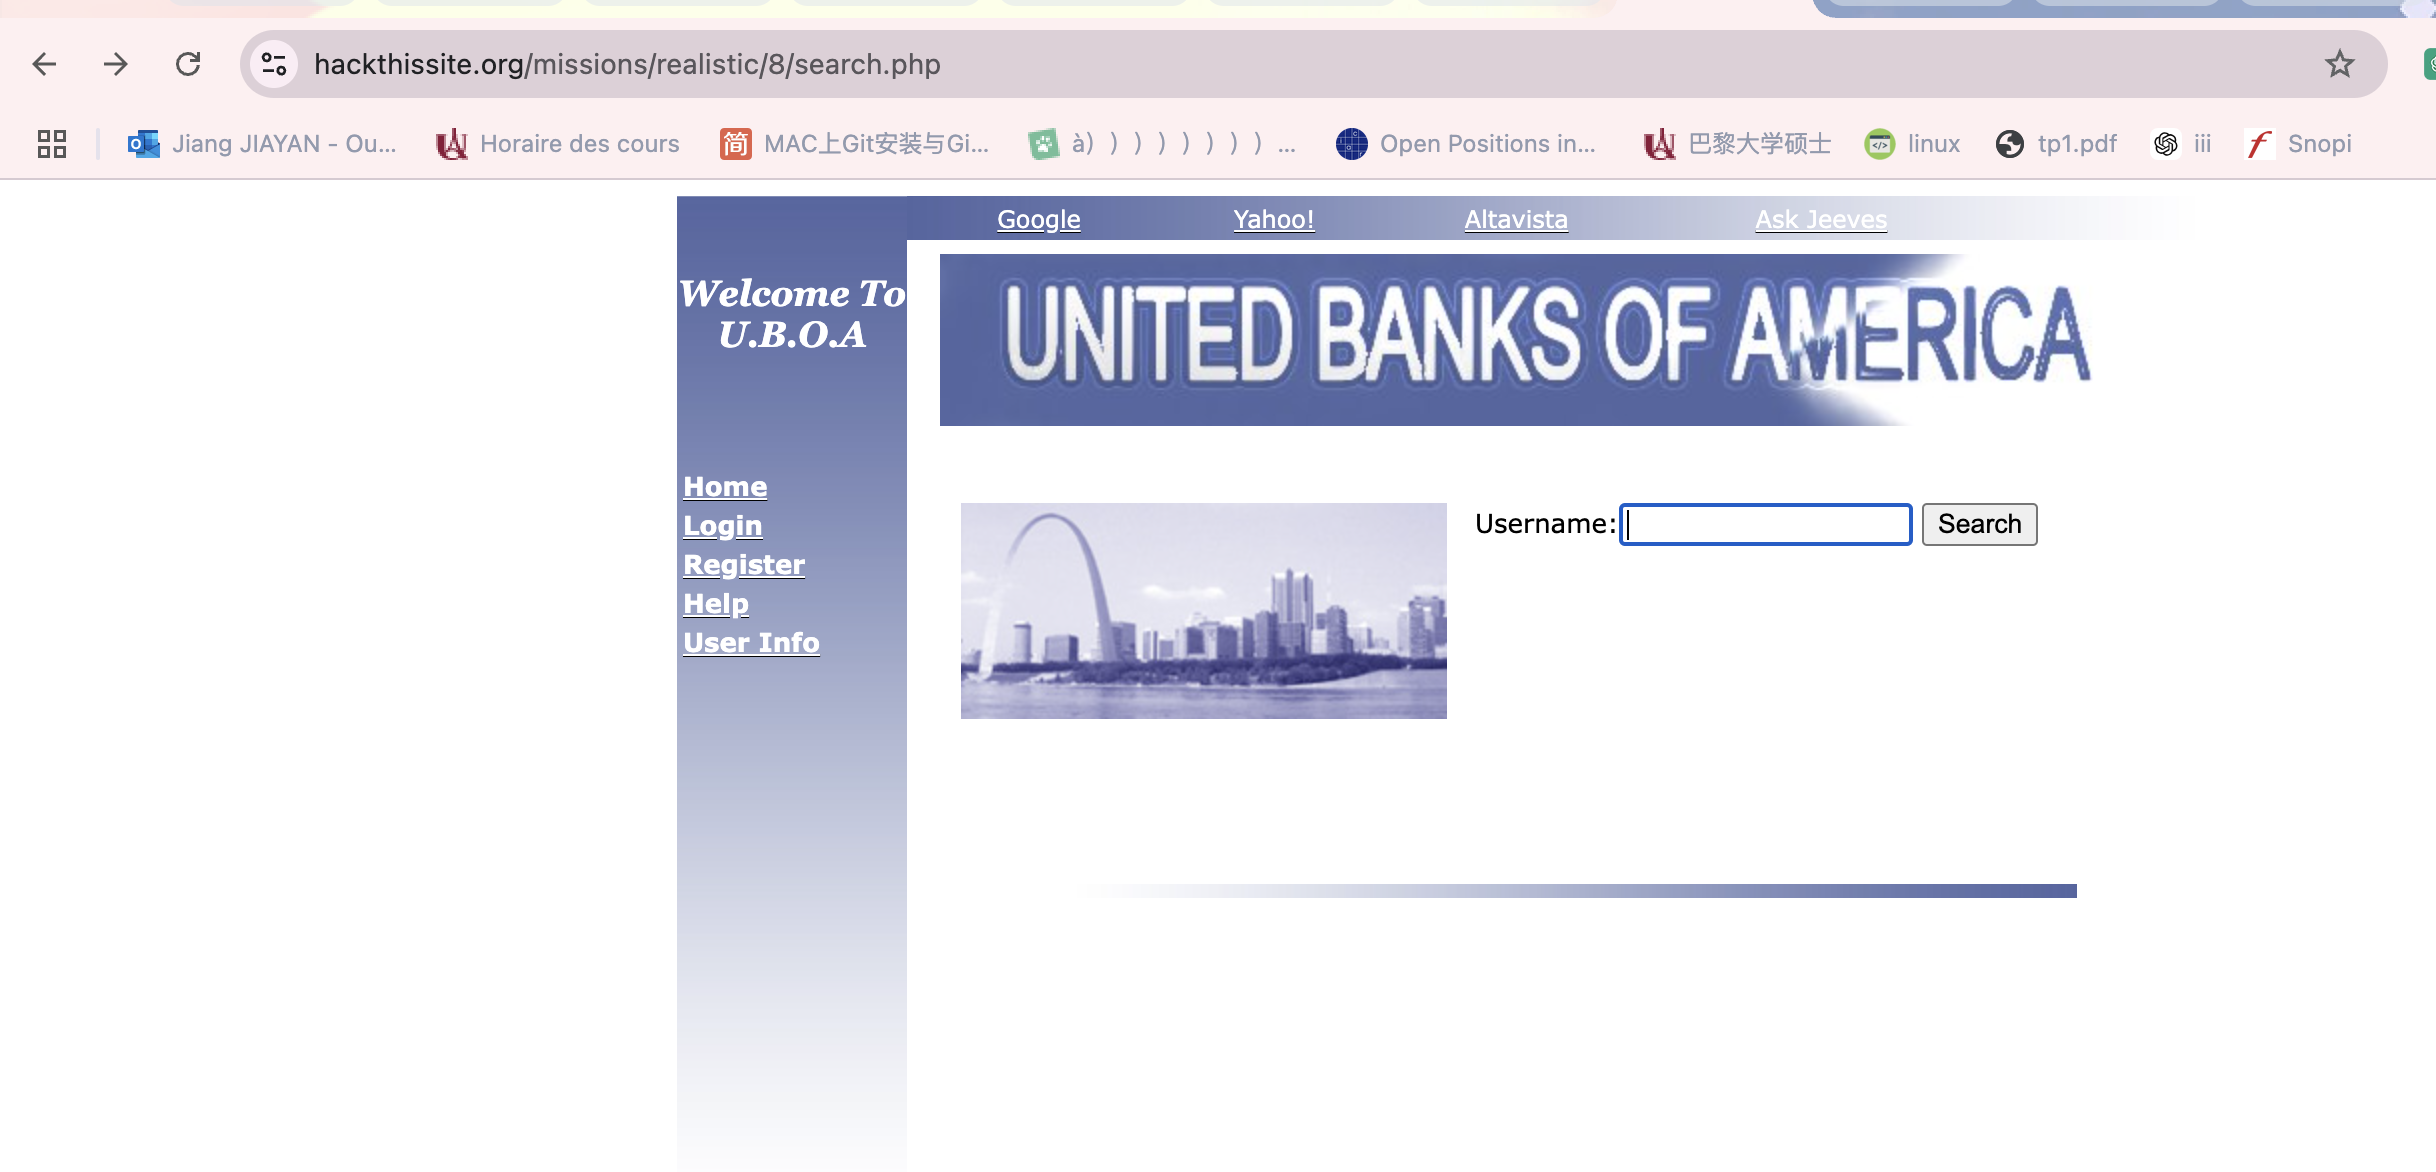 hackthissite.org/missions/realistic/8/search.php
Jiang JIAYAN - Ou...
Horaire des cours
简
MAC上Git安装与Gi...
à) ) ) ) ) ) ) ) ...
Open Positions in...
巴黎大学硕士
linux
tp1.pdf
iii
Snopi
Google
Yahoo!
Altavista
Ask Jeeves
Welcome To
U.B.O.A
UNITED BANKS OF AMERICA
Home
Login
Register
Help
User Info
Username:
Search